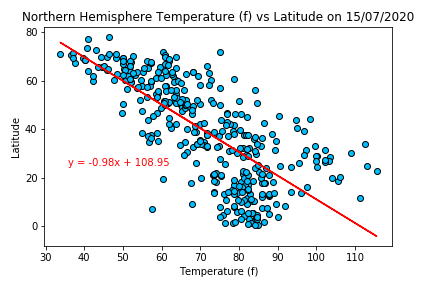 Northern Hemisphere Temperature (f) vs Latitude on 15/07/2020
80
60
40
20
0
Latitude
y = -0.98x + 108.95
30 40 50 60 70 80 90 100 110
Temperature (f)